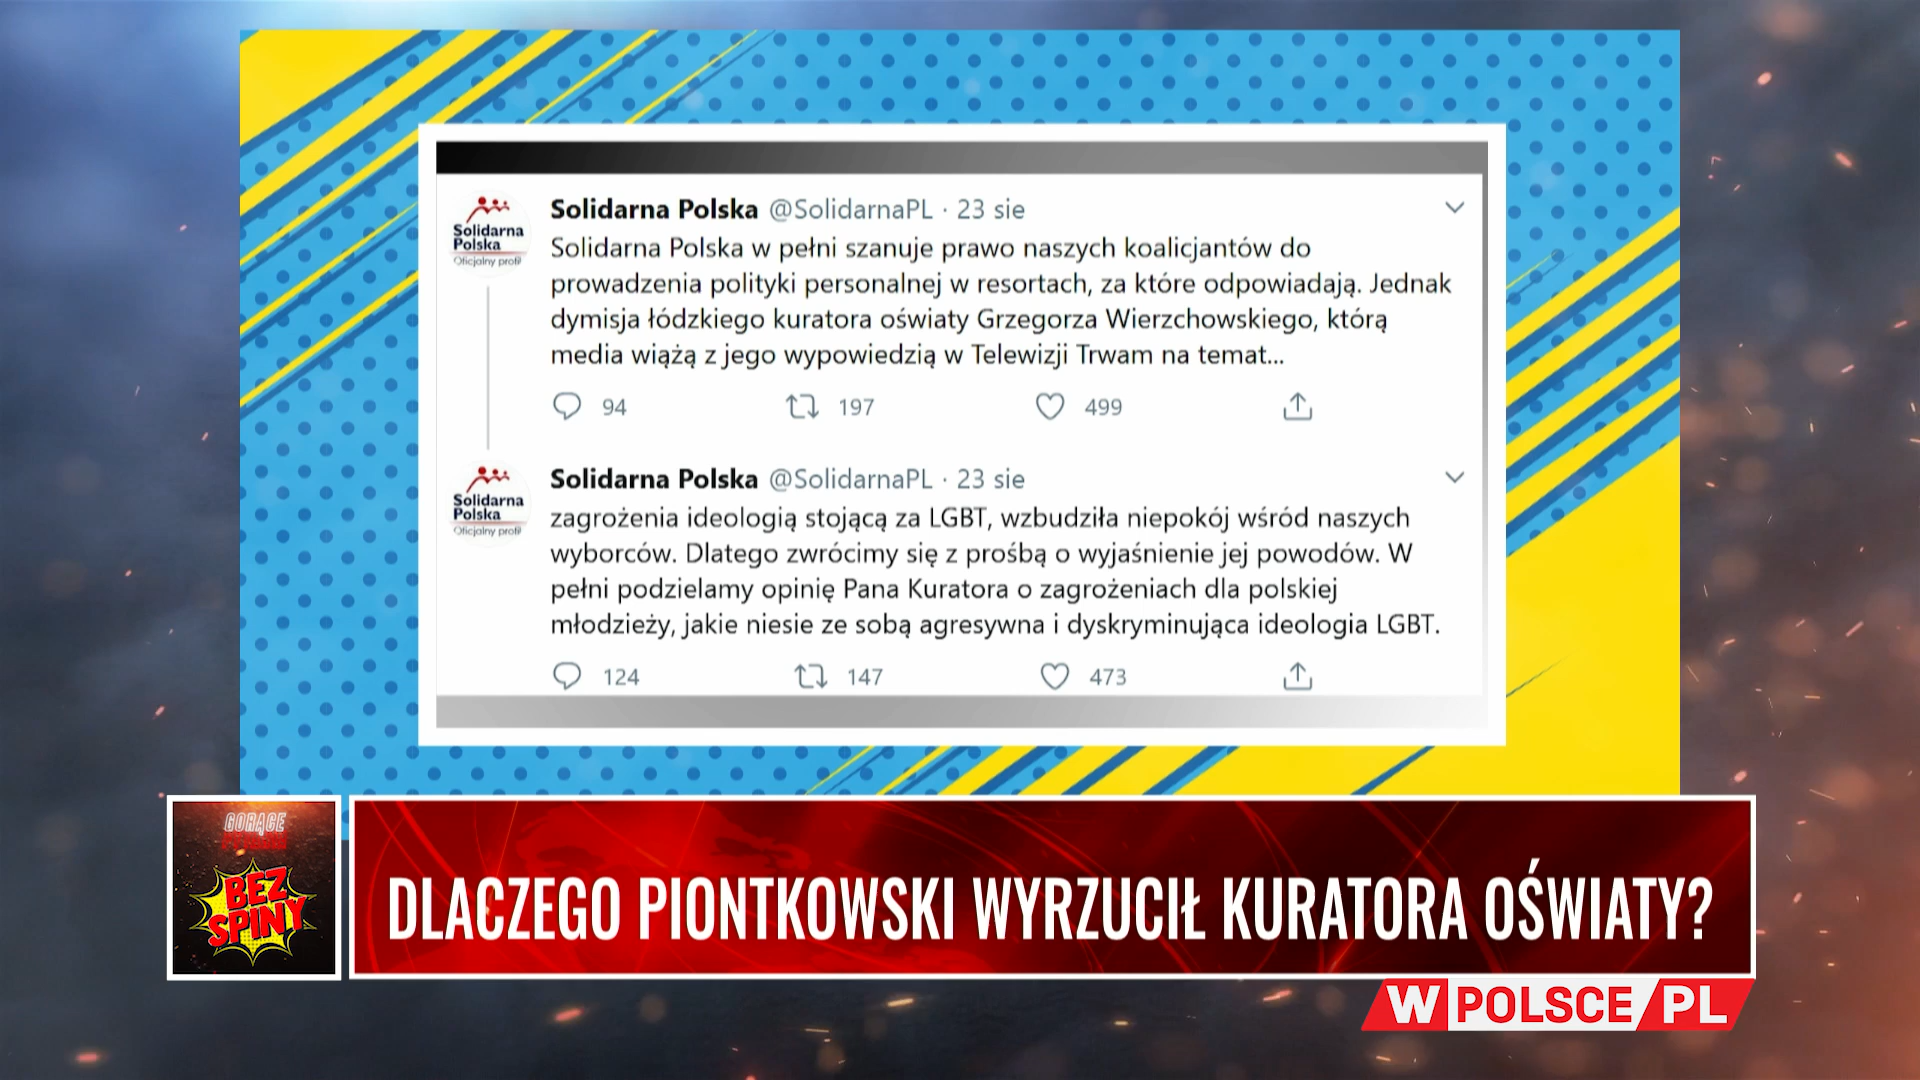 Solidarna Polska @SolidarnaPL · 23 sie
Solidarna
Polska
Oficjalny profil
Solidarna Polska w pełni szanuje prawo naszych koalicjantów do
prowadzenia polityki personalnej w resortach, za które odpowiadają. Jednak
dymisja łódzkiego kuratora oświaty Grzegorza Wierzchowskiego, którą
media wiążą z jego wypowiedzią w Telewizji Trwam na temat...
94 197 499
Solidarna Polska @SolidarnaPL · 23 sie
Solidarna
Polska
Oficjalny profil
zagrożenia ideologią stojącą za LGBT, wzbudziła niepokój wśród naszych
wyborców. Dlatego zwrócimy się z prośbą o wyjaśnienie jej powodów. W
pełni podzielamy opinię Pana Kuratora o zagrożeniach dla polskiej
młodzieży, jakie niesie ze sobą agresywna i dyskryminująca ideologia LGBT.
124 147 473
GORĄCE
BEZ
SPINY
DLACZEGO PIONTKOWSKI WYRZUCIŁ KURATORA OŚWIATY?
W POLSCE/PL